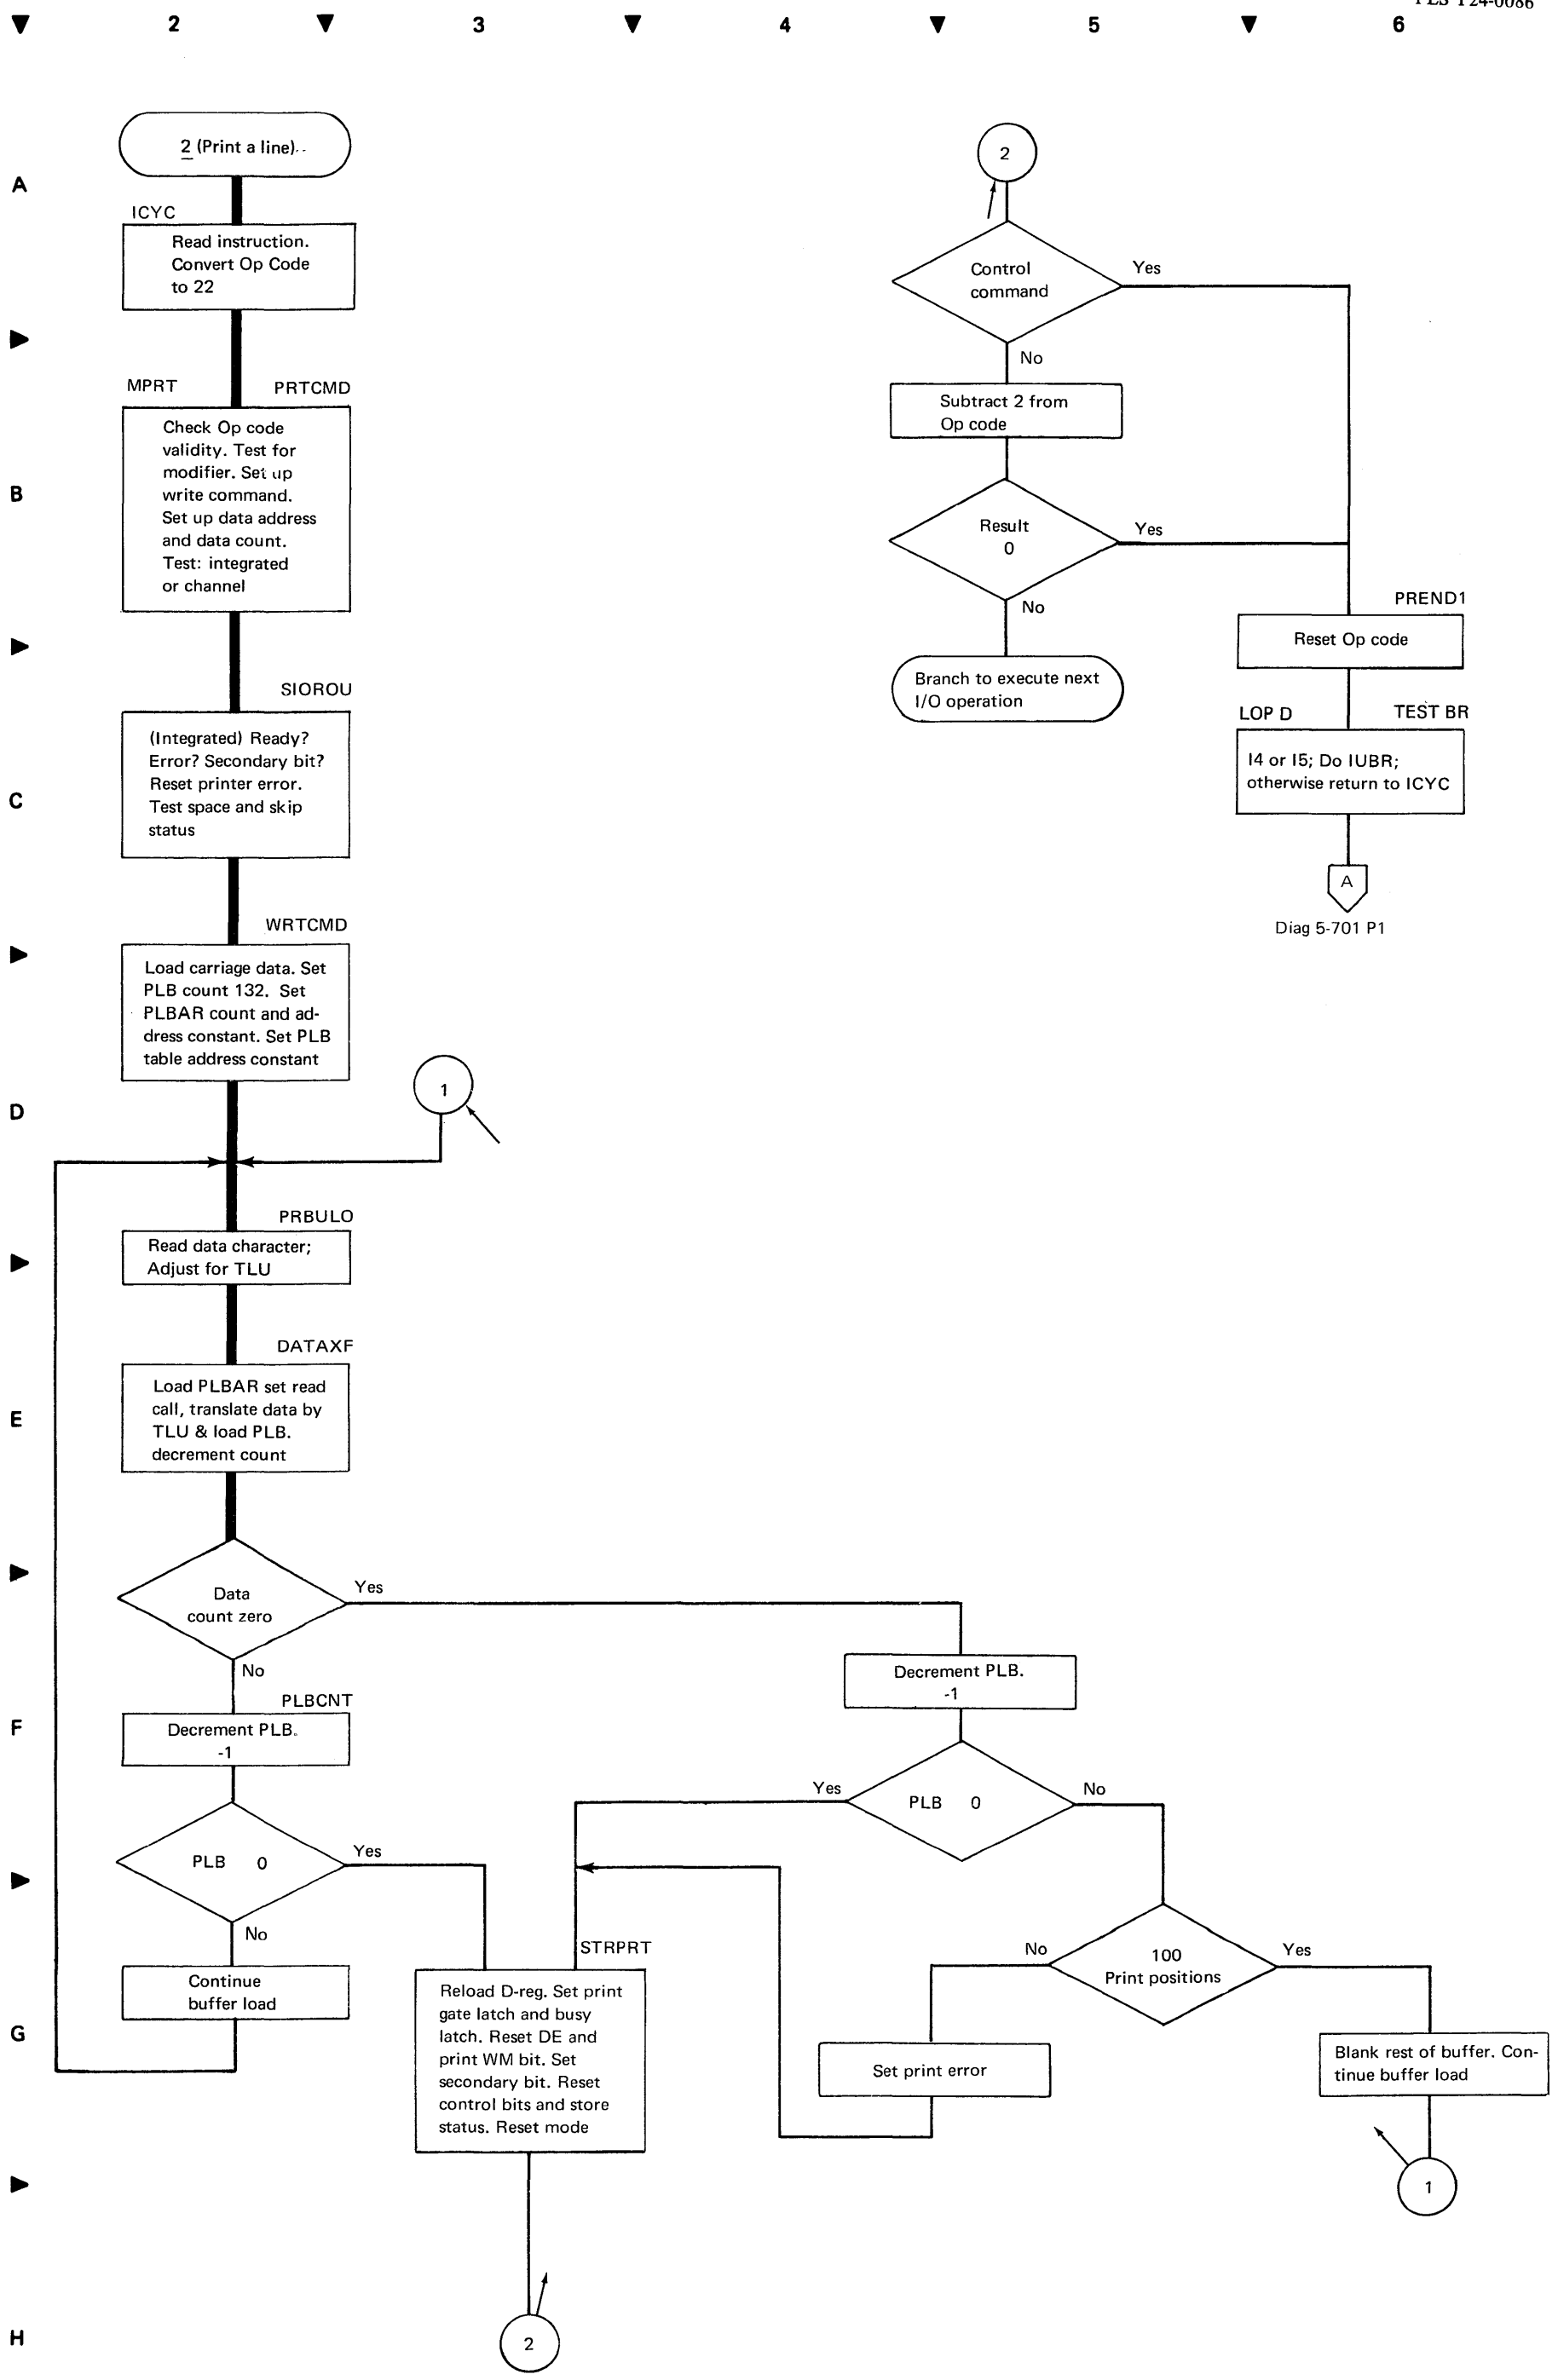 2 3 4 5 6
A
2 (Print a line)
ICYC
Read instruction.
Convert Op Code
to 22
MPRT PRTCMD
B
Check Op code
validity. Test for
modifier. Set up
write command.
Set up data address
and data count.
Test: integrated
or channel
SIOROU
C
(Integrated) Ready?
Error? Secondary bit?
Reset printer error.
Test space and skip
status
WRTCMD
Load carriage data. Set
PLB count 132. Set
PLBAR count and ad-
dress constant. Set PLB
table address constant
D
1
PRBULO
Read data character;
Adjust for TLU
DATAXF
E
Load PLBAR set read
call, translate data by
TLU & load PLB.
decrement count
Data
count zero
Yes
No
PLBCNT
F
Decrement PLB.
-1
PLB 0
Yes
No
Continue
buffer load
G
STRPRT
Reload D-reg. Set print
gate latch and busy
latch. Reset DE and
print WM bit. Set
secondary bit. Reset
control bits and store
status. Reset mode
H
2
Decrement PLB.
-1
Yes
PLB 0
No
No
100
Print positions
Yes
Set print error
Blank rest of buffer. Con-
tinue buffer load
1
2
Control
command
Yes
No
Subtract 2 from
Op code
Result
0
Yes
No
Branch to execute next
I/O operation
PREND1
Reset Op code
LOP D TEST BR
I4 or I5; Do IUBR;
otherwise return to ICYC
A
Diag 5-701 P1